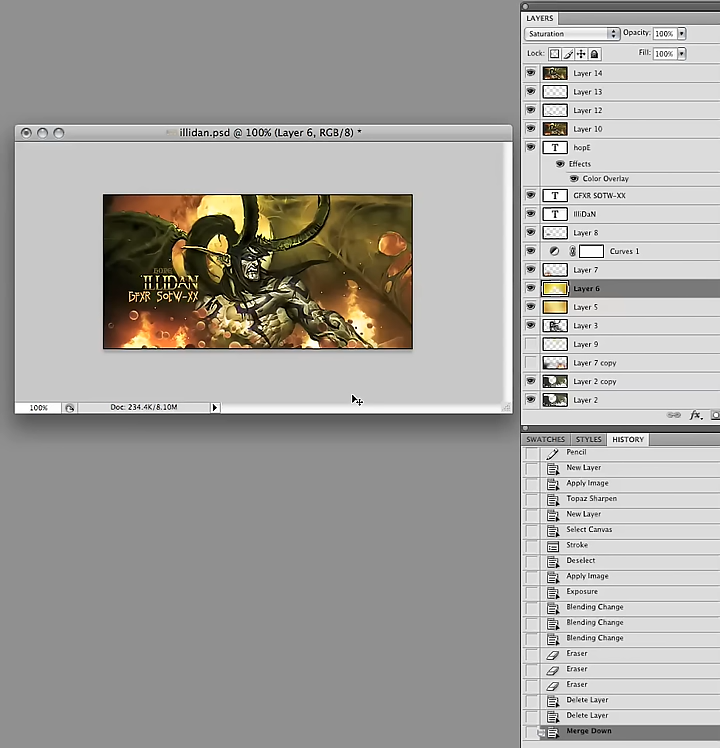 LAYERS
Saturation Opacity: 100%
Lock: Fill: 100%
Layer 14
Layer 13
Layer 12
Layer 10
T hopE
Effects
Color Overlay
T GFXR SOTW-XX
T IlliDaN
Layer 8
Curves 1
Layer 7
Layer 6
Layer 5
Layer 3
Layer 9
Layer 7 copy
Layer 2 copy
Layer 2
fx.
illidan.psd @ 100% (Layer 6, RGB/8) *
ILLIDAN
GFXR SOTW-XX
100% Doc: 234.4K/8.10M
SWATCHES STYLES HISTORY
Pencil
New Layer
Apply Image
Topaz Sharpen
New Layer
Select Canvas
Stroke
Deselect
Apply Image
Exposure
Blending Change
Blending Change
Blending Change
Eraser
Eraser
Eraser
Delete Layer
Delete Layer
Merge Down